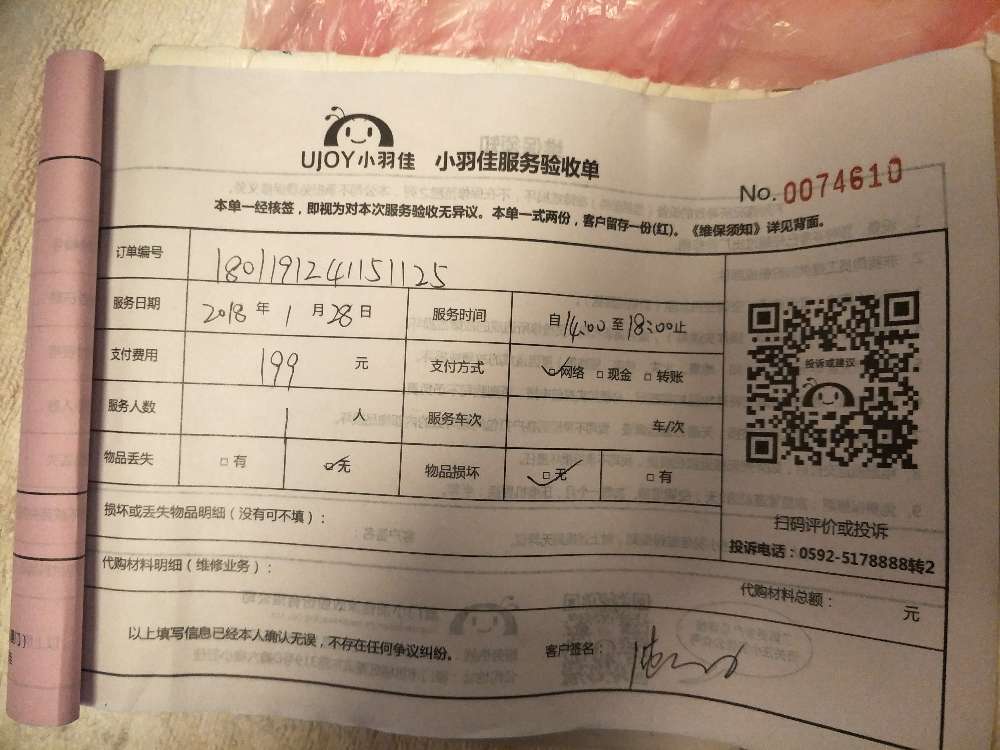 UJOY小羽佳 小羽佳服务验收单
No. 0074610
本单一经核签，即视为对本次服务验收无异议。本单一式两份，客户留存一份(红)。《维保须知》详见背面。
订单编号 1801191241151125
服务日期 2018 年 1 月 28 日 服务时间 自 14:00 至 18:00 止
支付费用 199 元 支付方式 ☑网络 □现金 □转账
服务人数 1 人 服务车次 车/次
物品丢失 □有 ☑无 物品损坏 ☑无 □有
投诉或建议
扫码评价或投诉
投诉电话：0592-5178888转2
损坏或丢失物品明细（没有可不填）：
代购材料明细（维修业务）： 代购材料总额： 元
以上填写信息已经本人确认无误，不存在任何争议纠纷。 客户签名：